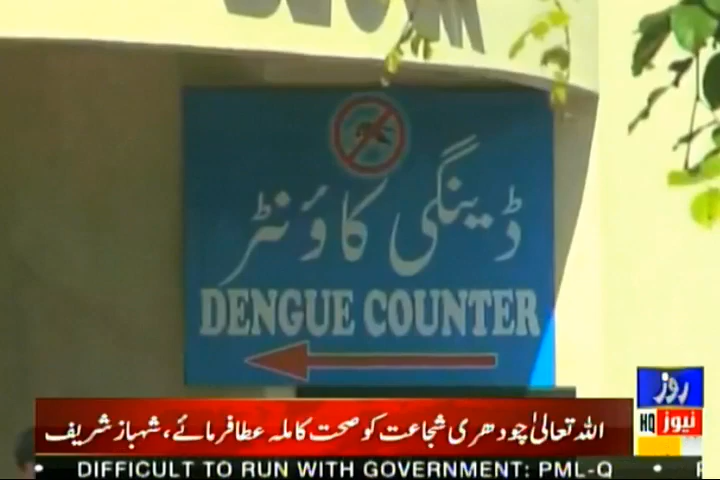 ڈینگی کاؤنٹر
DENGUE COUNTER
روز
HQ نیوز
اللہ تعالیٰ چودھری شجاعت کو صحت کاملہ عطا فرمائے، شہباز شریف
• DIFFICULT TO RUN WITH GOVERNMENT: PML-Q •